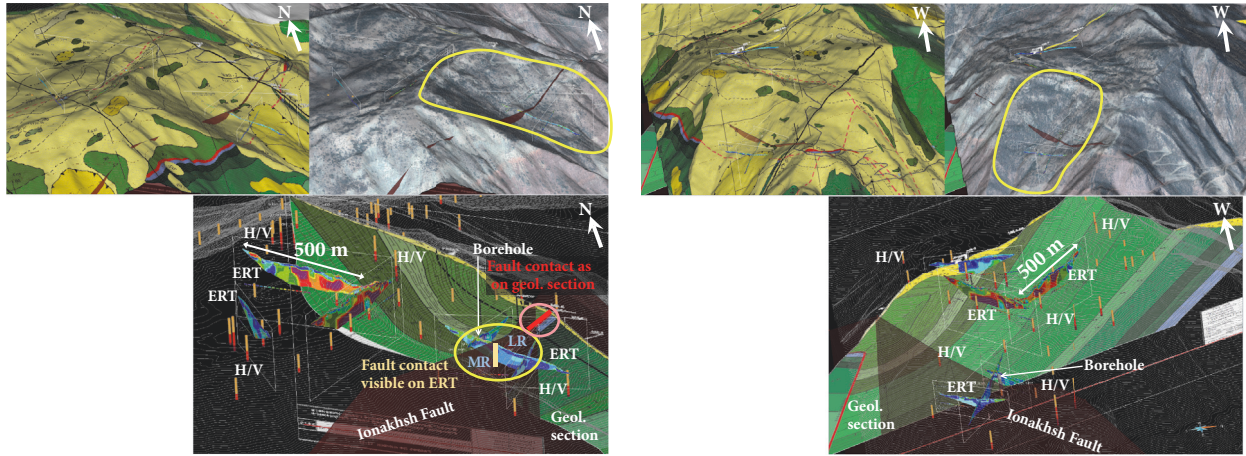 N
N
W
W
N
H/V
500 m
H/V
Borehole
Fault contact as
on geol. section
ERT
ERT
LR
MR
ERT
H/V
Fault contact
visible on ERT
H/V
H/V
Ionakhsh Fault
Geol.
section
W
H/V
H/V
500 m
ERT
H/V
Borehole
ERT
H/V
Geol.
section
Ionakhsh Fault